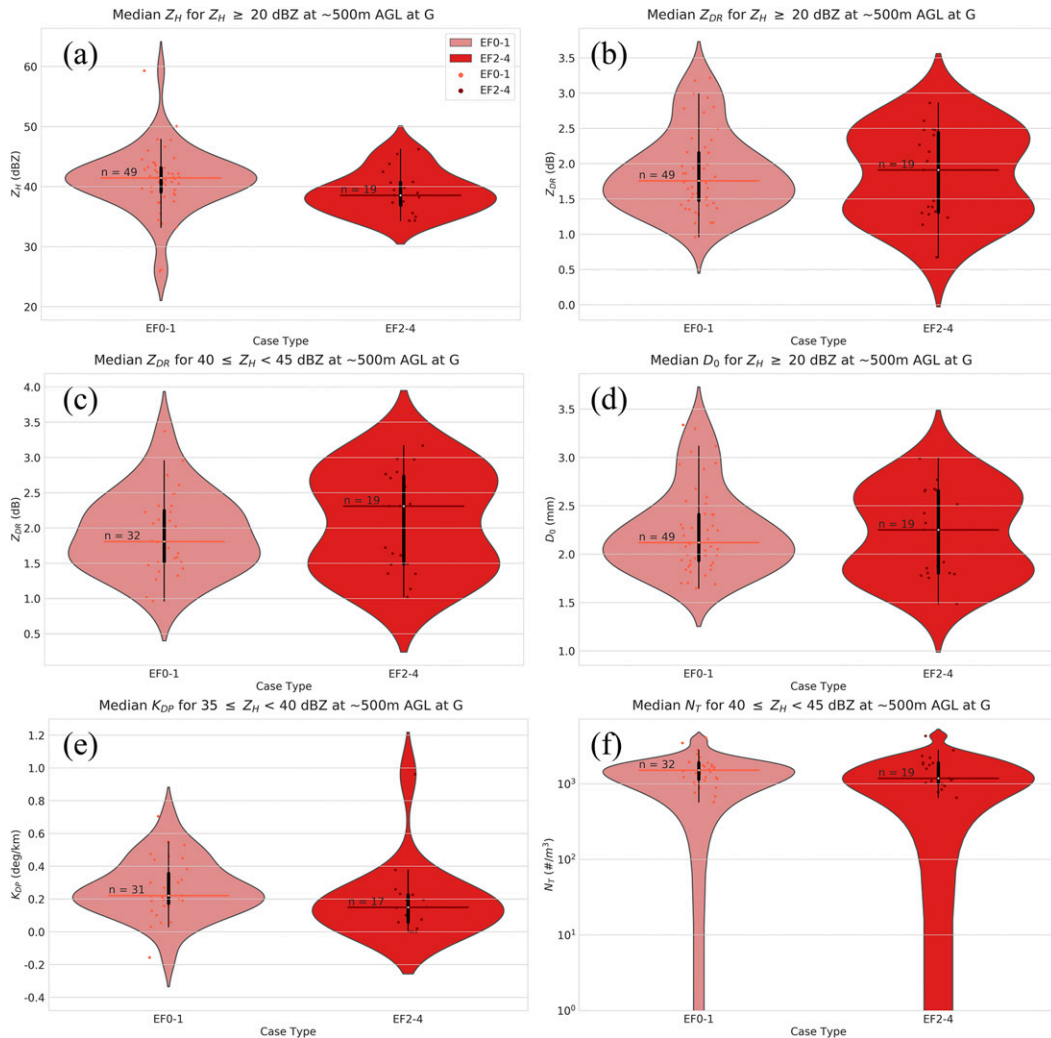 Median Z_H for Z_H ≥ 20 dBZ at ~500m AGL at G
(a)
EF0-1
EF2-4
EF0-1
EF2-4
60
50
40
30
20
Z_H (dBZ)
n = 49
n = 19
EF0-1
EF2-4
Case Type
Median Z_DR for Z_H ≥ 20 dBZ at ~500m AGL at G
(b)
3.5
3.0
2.5
2.0
1.5
1.0
0.5
0.0
Z_DR (dB)
n = 49
n = 19
EF0-1
EF2-4
Case Type
Median Z_DR for 40 ≤ Z_H < 45 dBZ at ~500m AGL at G
(c)
4.0
3.5
3.0
2.5
2.0
1.5
1.0
0.5
Z_DR (dB)
n = 32
n = 19
EF0-1
EF2-4
Case Type
Median D_0 for Z_H ≥ 20 dBZ at ~500m AGL at G
(d)
3.5
3.0
2.5
2.0
1.5
1.0
D_0 (mm)
n = 49
n = 19
EF0-1
EF2-4
Case Type
Median K_DP for 35 ≤ Z_H < 40 dBZ at ~500m AGL at G
(e)
1.2
1.0
0.8
0.6
0.4
0.2
0.0
-0.2
-0.4
K_DP (deg/km)
n = 31
n = 17
EF0-1
EF2-4
Case Type
Median N_T for 40 ≤ Z_H < 45 dBZ at ~500m AGL at G
(f)
10^3
10^2
10^1
10^0
N_T (#/m^3)
n = 32
n = 19
EF0-1
EF2-4
Case Type